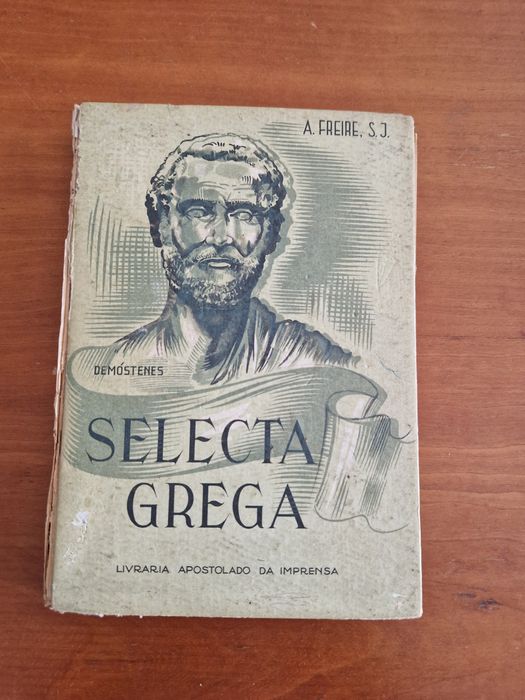 A. FREIRE, S.J.
DEMÓSTENES
SELECTA
GREGA
LIVRARIA APOSTOLADO DA IMPRENSA